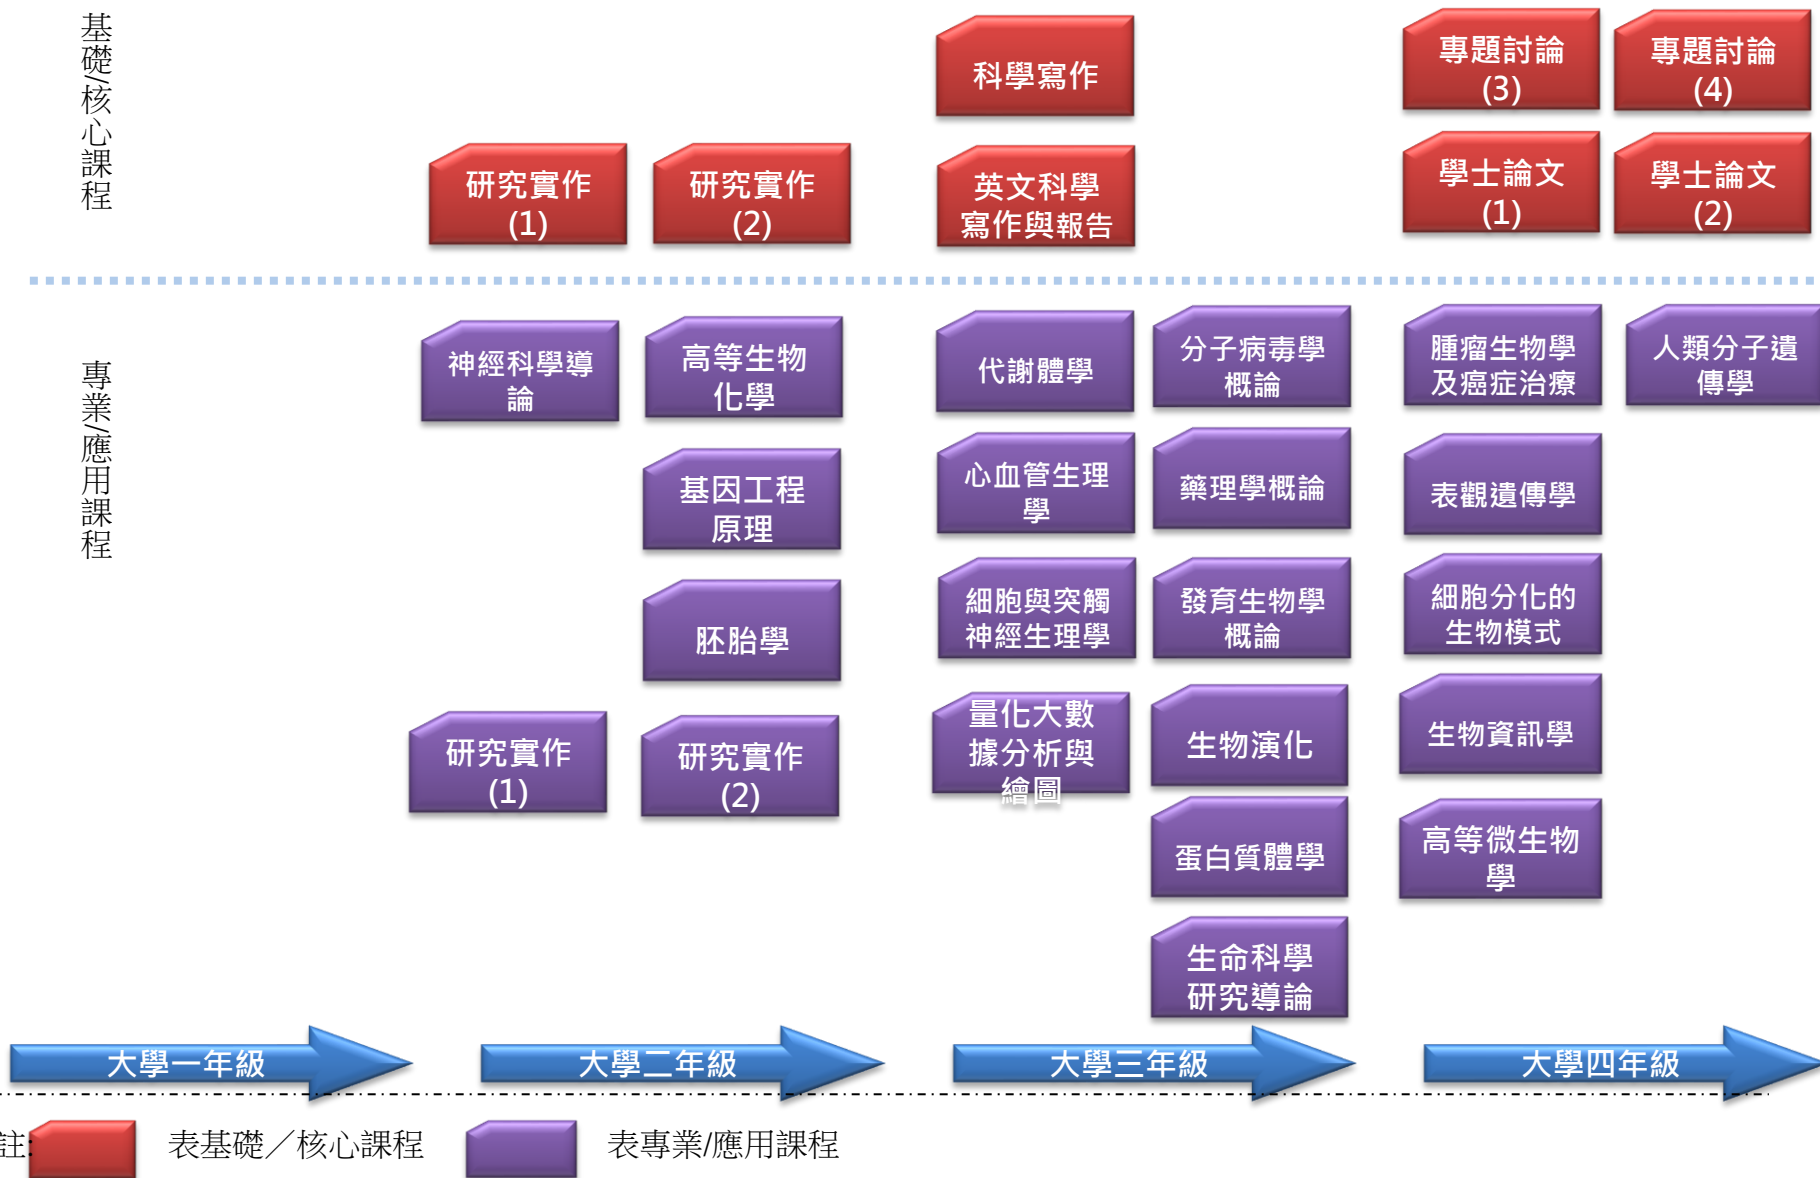 基礎/核心課程
科學寫作
專題討論
(3)
專題討論
(4)
研究實作
(1)
研究實作
(2)
英文科學
寫作與報告
學士論文
(1)
學士論文
(2)
專業/應用課程
神經科學導
論
高等生物
化學
代謝體學
分子病毒學
概論
腫瘤生物學
及癌症治療
人類分子遺
傳學
基因工程
原理
心血管生理
學
藥理學概論
表觀遺傳學
胚胎學
細胞與突觸
神經生理學
發育生物學
概論
細胞分化的
生物模式
研究實作
(1)
研究實作
(2)
量化大數
據分析與
繪圖
生物演化
生物資訊學
蛋白質體學
高等微生物
學
生命科學
研究導論
大學一年級
大學二年級
大學三年級
大學四年級
註:
表基礎／核心課程
表專業/應用課程